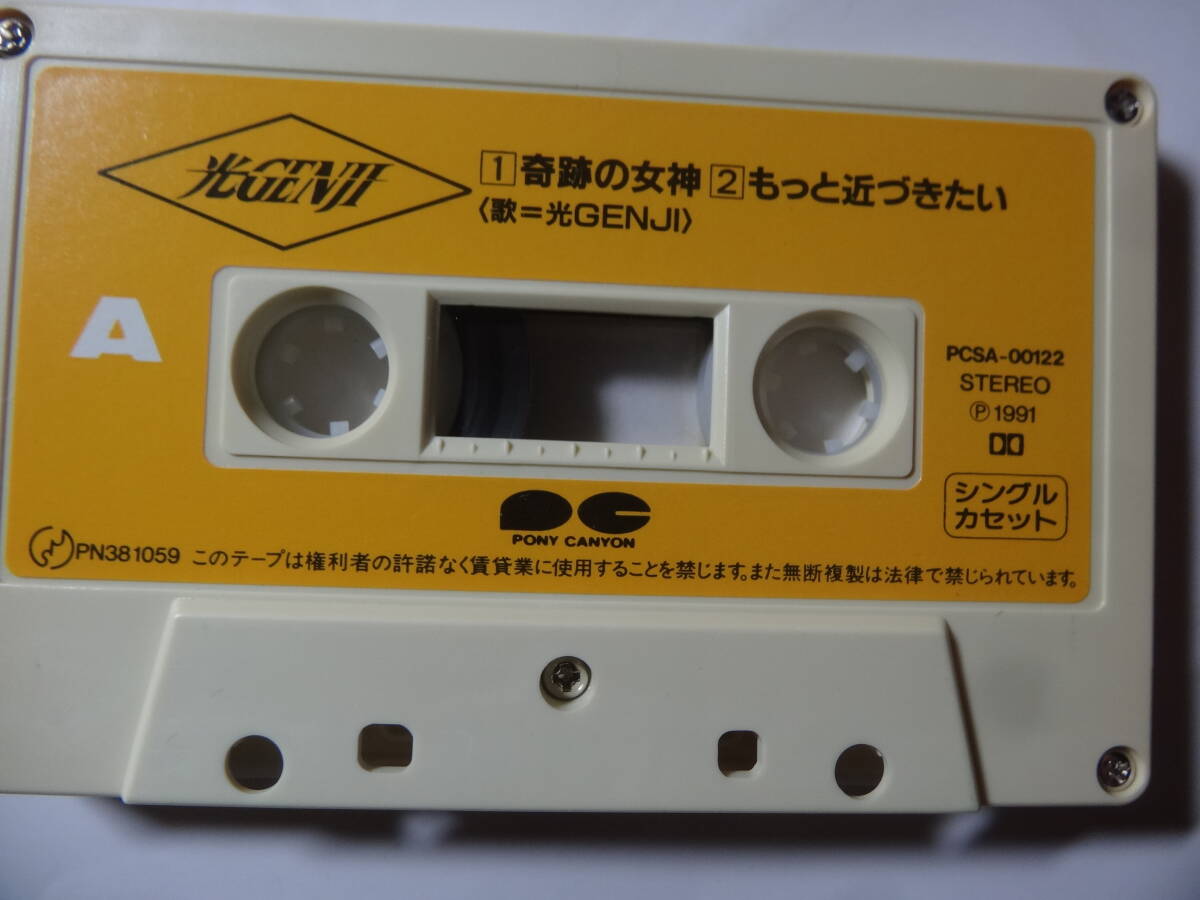 光GENJI
1 奇跡の女神 2 もっと近づきたい
〈歌=光GENJI〉
A
PCSA-00122
STEREO
Ⓟ1991
シングル
カセット
PONY CANYON
PN381059 このテープは権利者の許諾なく賃貸業に使用することを禁じます。また無断複製は法律で禁じられています。